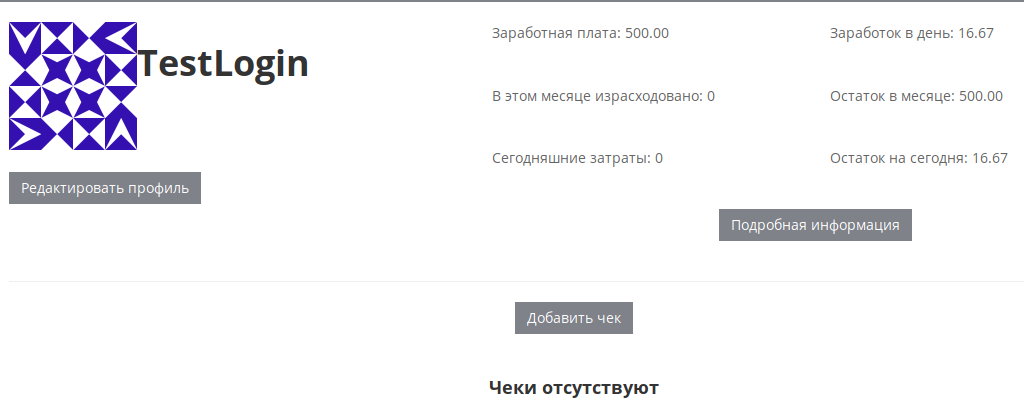 TestLogin
Редактировать профиль
Заработная плата: 500.00
Заработок в день: 16.67
В этом месяце израсходовано: 0
Остаток в месяце: 500.00
Сегодняшние затраты: 0
Остаток на сегодня: 16.67
Подробная информация
Добавить чек
Чеки отсутствуют